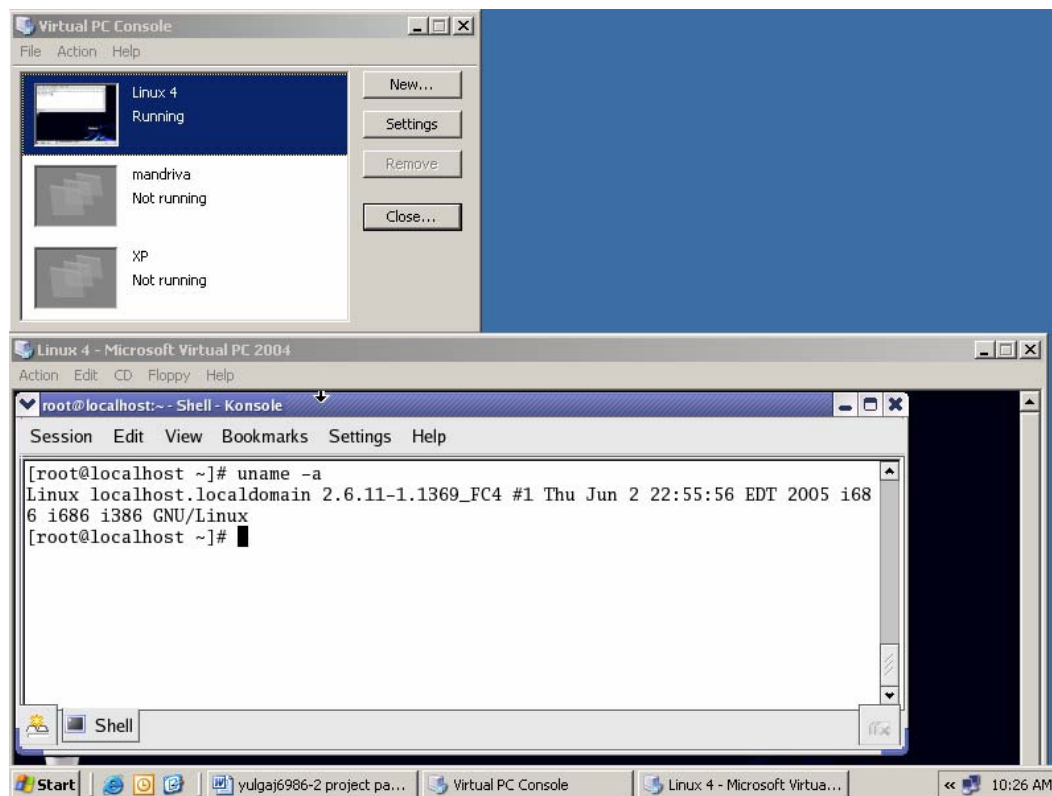 Virtual PC Console
File Action Help
Linux 4
Running
mandriva
Not running
XP
Not running
New...
Settings
Remove
Close...
Linux 4 - Microsoft Virtual PC 2004
Action Edit CD Floppy Help
root@localhost:~ - Shell - Konsole
Session Edit View Bookmarks Settings Help
[root@localhost ~]# uname -a
Linux localhost.localdomain 2.6.11-1.1369_FC4 #1 Thu Jun 2 22:55:56 EDT 2005 i68
6 i686 i386 GNU/Linux
[root@localhost ~]#
Shell
Start
yulgaj6986-2 project pa...
Virtual PC Console
Linux 4 - Microsoft Virtua...
« 10:26 AM